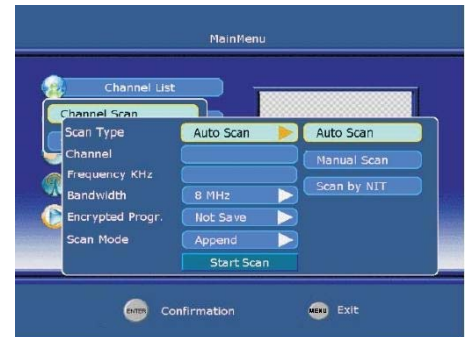 MainMenu
Channel List
Channel Scan
Scan Type Auto Scan Auto Scan
Channel Manual Scan
Frequency KHz Scan by NIT
Bandwidth 8 MHz
Encrypted Progr. Not Save
Scan Mode Append
Start Scan
ENTER Confirmation MENU Exit